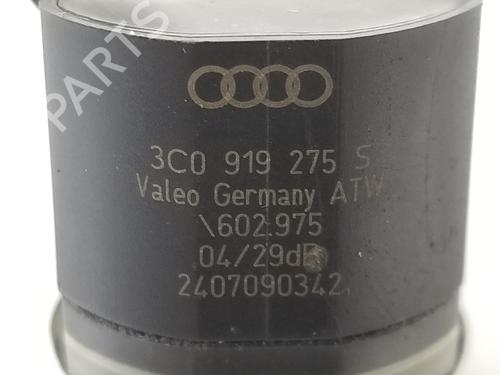 PARTS
3C0 919 275 S
Valeo Germany ATW
\602.975
04/29d
2407090342